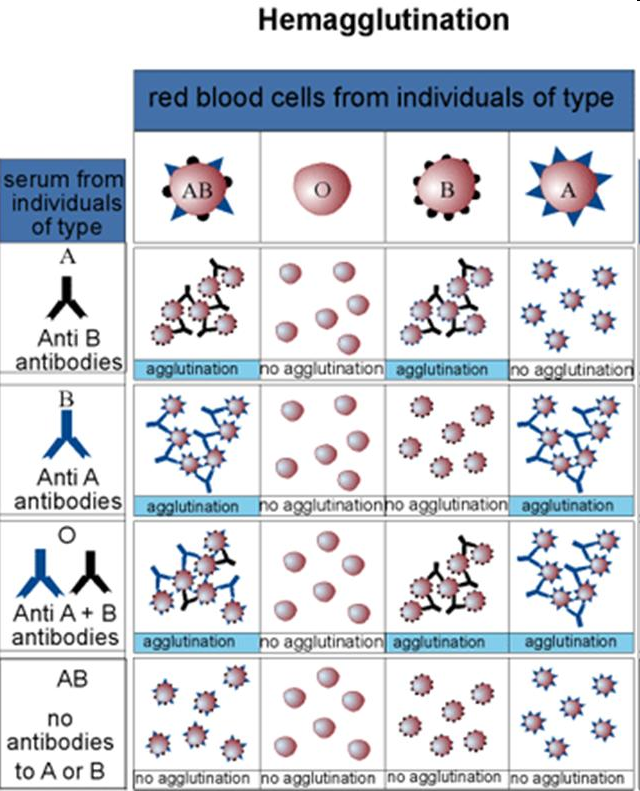 Hemagglutination
red blood cells from individuals of type
serum from
individuals
of type
AB
O
B
A
A
Anti B
antibodies
agglutination
no agglutination
agglutination
no agglutination
B
Anti A
antibodies
agglutination
no agglutination
no agglutination
agglutination
O
Anti A + B
antibodies
agglutination
no agglutination
agglutination
agglutination
AB
no
antibodies
to A or B
no agglutination
no agglutination
no agglutination
no agglutination